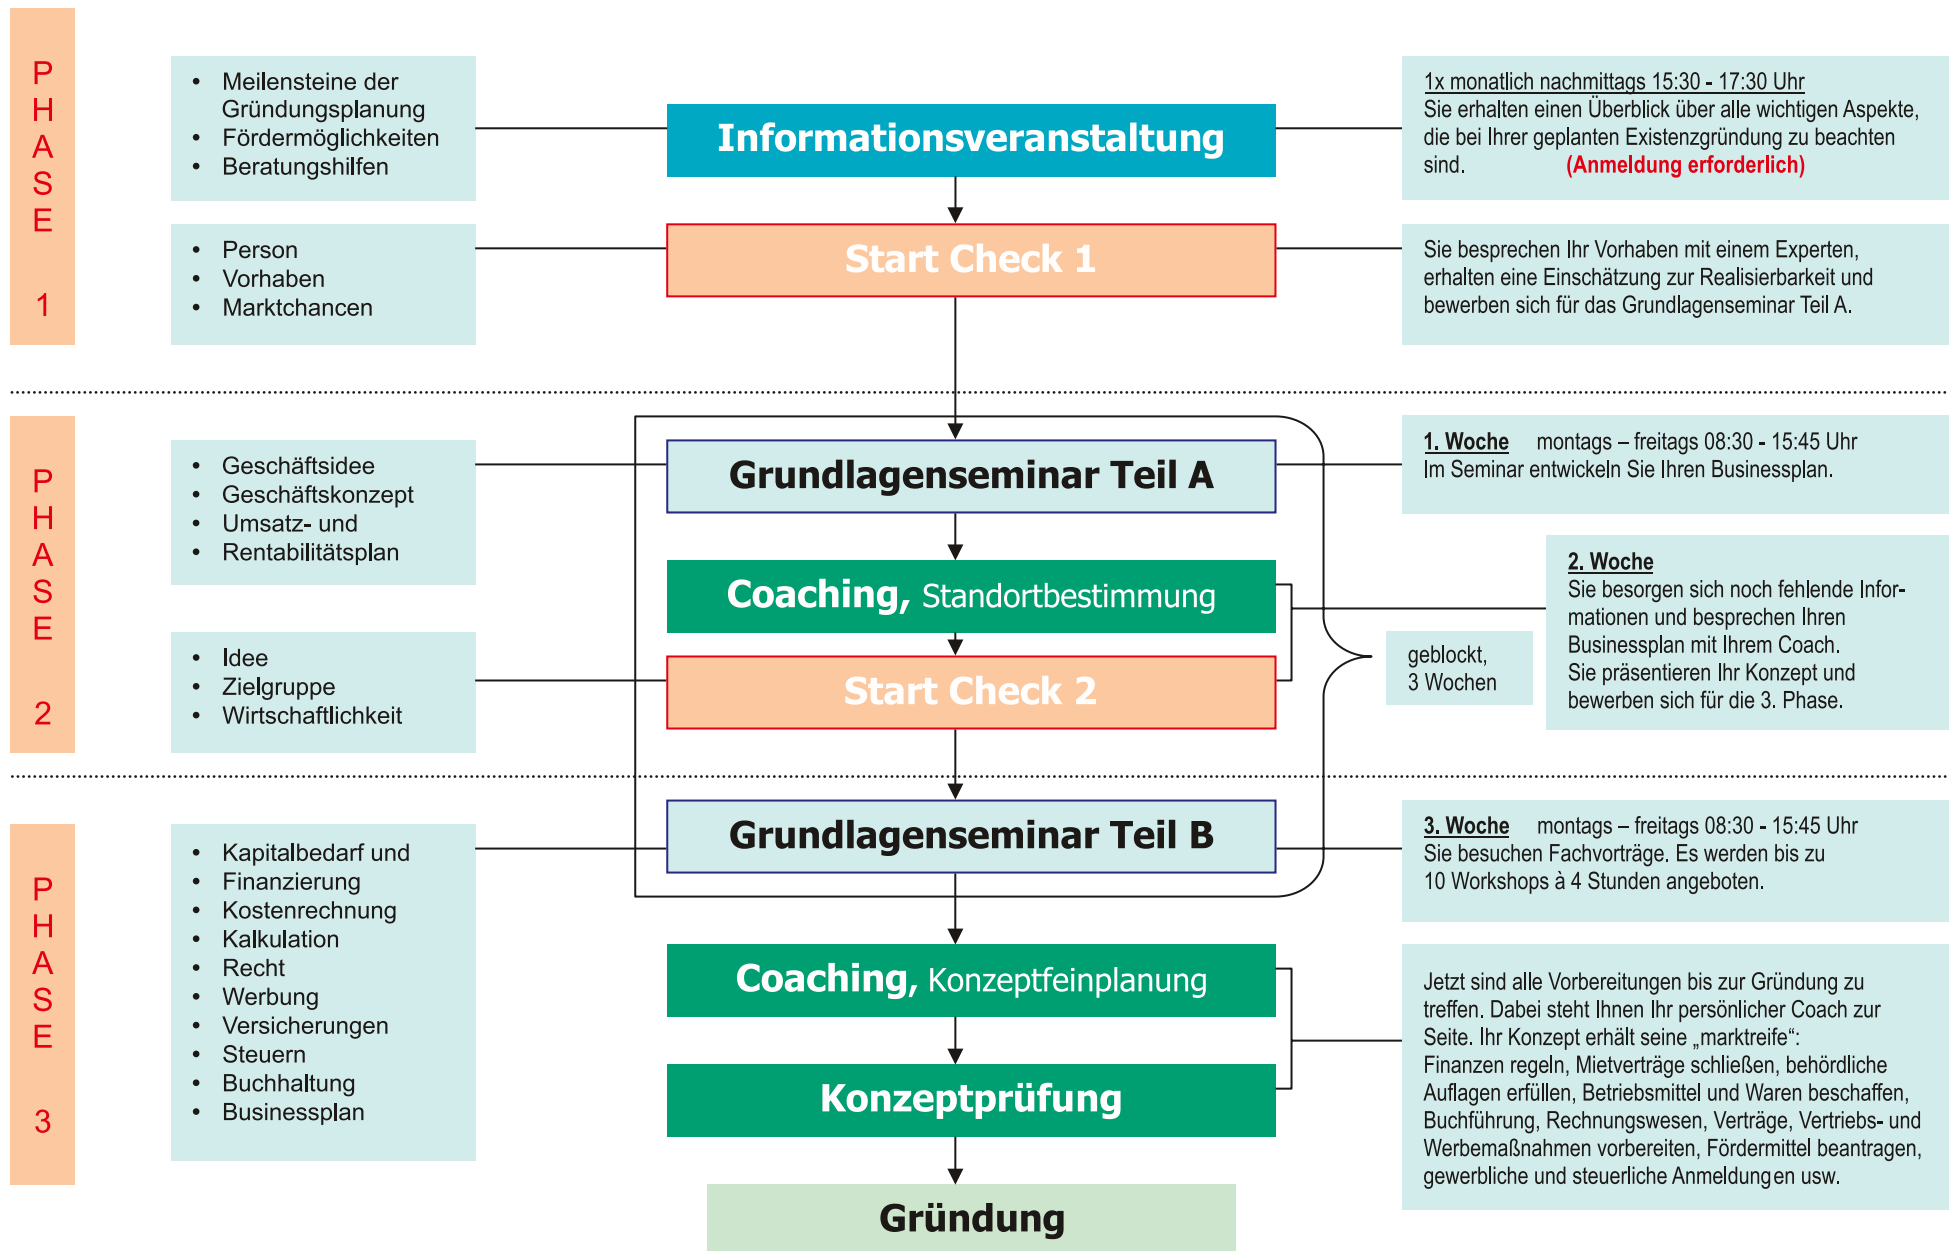 PHASE 1
• Meilensteine der
Gründungsplanung
• Fördermöglichkeiten
• Beratungshilfen
Informationsveranstaltung
1x monatlich nachmittags 15:30 - 17:30 Uhr
Sie erhalten einen Überblick über alle wichtigen Aspekte,
die bei Ihrer geplanten Existenzgründung zu beachten
sind. (Anmeldung erforderlich)
• Person
• Vorhaben
• Marktchancen
Start Check 1
Sie besprechen Ihr Vorhaben mit einem Experten,
erhalten eine Einschätzung zur Realisierbarkeit und
bewerben sich für das Grundlagenseminar Teil A.
PHASE 2
• Geschäftsidee
• Geschäftskonzept
• Umsatz- und
• Rentabilitätsplan
Grundlagenseminar Teil A
1. Woche montags – freitags 08:30 - 15:45 Uhr
Im Seminar entwickeln Sie Ihren Businessplan.
Coaching, Standortbestimmung
2. Woche
Sie besorgen sich noch fehlende Infor-
mationen und besprechen Ihren
Businessplan mit Ihrem Coach.
Sie präsentieren Ihr Konzept und
bewerben sich für die 3. Phase.
• Idee
• Zielgruppe
• Wirtschaftlichkeit
Start Check 2
geblockt,
3 Wochen
PHASE 3
• Kapitalbedarf und
• Finanzierung
• Kostenrechnung
• Kalkulation
• Recht
• Werbung
• Versicherungen
• Steuern
• Buchhaltung
• Businessplan
Grundlagenseminar Teil B
3. Woche montags – freitags 08:30 - 15:45 Uhr
Sie besuchen Fachvorträge. Es werden bis zu
10 Workshops à 4 Stunden angeboten.
Coaching, Konzeptfeinplanung
Konzeptprüfung
Jetzt sind alle Vorbereitungen bis zur Gründung zu
treffen. Dabei steht Ihnen Ihr persönlicher Coach zur
Seite. Ihr Konzept erhält seine „marktreife“:
Finanzen regeln, Mietverträge schließen, behördliche
Auflagen erfüllen, Betriebsmittel und Waren beschaffen,
Buchführung, Rechnungswesen, Verträge, Vertriebs- und
Werbemaßnahmen vorbereiten, Fördermittel beantragen,
gewerbliche und steuerliche Anmeldungen usw.
Gründung